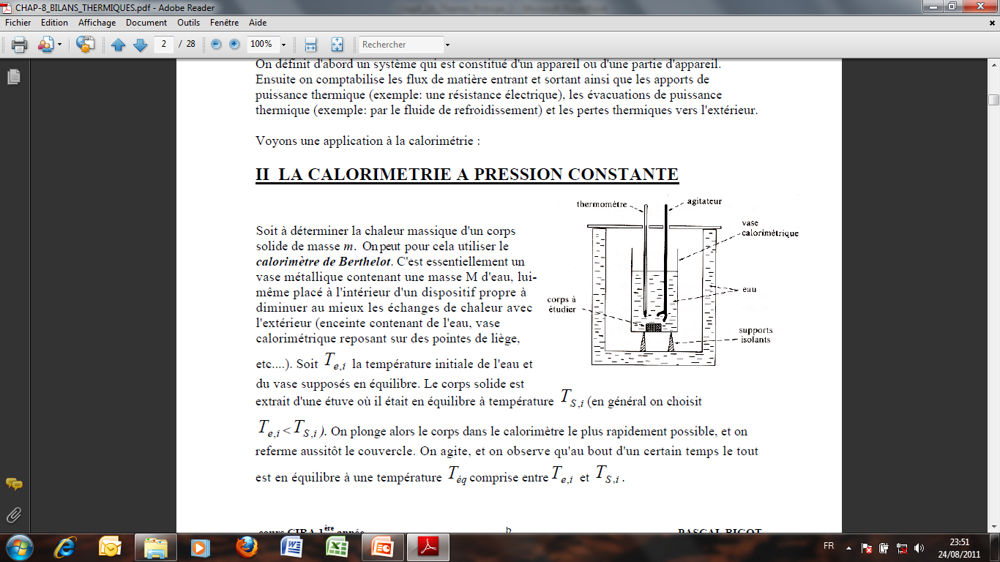 CHAP-8_BILANS_THERMIQUES.pdf - Adobe Reader
Fichier Edition Affichage Document Outils Fenêtre Aide
2 / 28 100% Rechercher
On définit d'abord un système qui est constitué d'un appareil ou d'une partie d'appareil.
Ensuite on comptabilise les flux de matière entrant et sortant ainsi que les apports de
puissance thermique (exemple: une résistance électrique), les évacuations de puissance
thermique (exemple: par le fluide de refroidissement) et les pertes thermiques vers l'extérieur.
Voyons une application à la calorimétrie :
II LA CALORIMETRIE A PRESSION CONSTANTE
thermomètre
agitateur
vase
calorimétrique
eau
corps à
étudier
supports
isolants
Soit à déterminer la chaleur massique d'un corps
solide de masse m. On peut pour cela utiliser le
calorimètre de Berthelot. C'est essentiellement un
vase métallique contenant une masse M d'eau, lui-
même placé à l'intérieur d'un dispositif propre à
diminuer au mieux les échanges de chaleur avec
l'extérieur (enceinte contenant de l'eau, vase
calorimétrique reposant sur des pointes de liège,
etc....). Soit T e,i la température initiale de l'eau et
du vase supposés en équilibre. Le corps solide est
extrait d'une étuve où il était en équilibre à température T S,i (en général on choisit
T e,i < T S,i ). On plonge alors le corps dans le calorimètre le plus rapidement possible, et on
referme aussitôt le couvercle. On agite, et on observe qu'au bout d'un certain temps le tout
est en équilibre à une température T éq comprise entre T e,i et T S,i .
cours CIRA 1ère année 2 PASCAL BIGOT
FR 23:51
24/08/2011